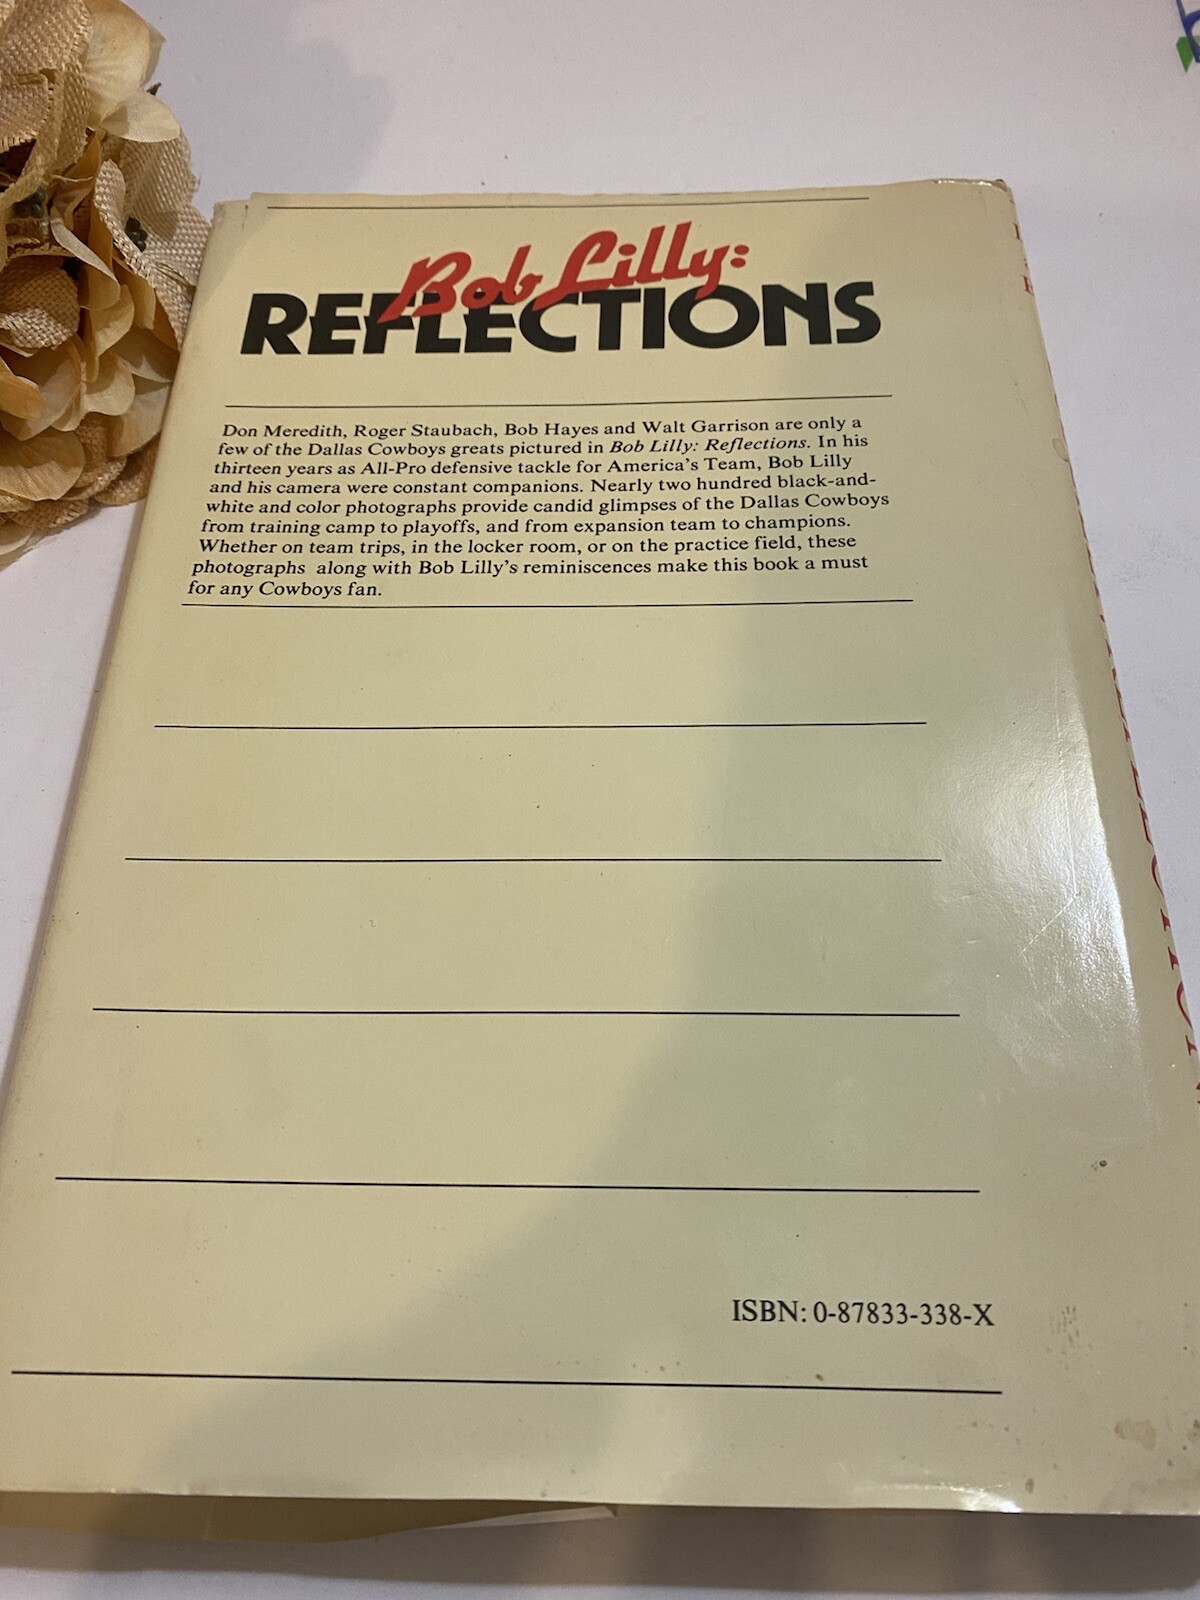 Bob Lilly:
REFLECTIONS
Don Meredith, Roger Staubach, Bob Hayes and Walt Garrison are only a
few of the Dallas Cowboys greats pictured in Bob Lilly: Reflections. In his
thirteen years as All-Pro defensive tackle for America's Team, Bob Lilly
and his camera were constant companions. Nearly two hundred black-and-
white and color photographs provide candid glimpses of the Dallas Cowboys
from training camp to playoffs, and from expansion team to champions.
Whether on team trips, in the locker room, or on the practice field, these
photographs along with Bob Lilly's reminiscences make this book a must
for any Cowboys fan.
ISBN: 0-87833-338-X